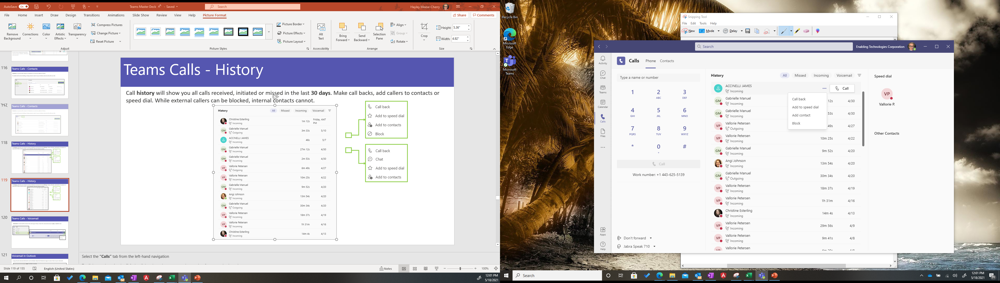 AutoSave On
Teams Master Deck - Saved
Search
Hayley Meese-Cherry
File Home Insert Draw Design Transitions Animations Slide Show Review View Help Picture Format
Share Comments
Remove Background
Corrections
Color
Artistic Effects
Transparency
Compress Pictures
Change Picture
Reset Picture
Adjust
Picture Styles
Picture Border
Picture Effects
Picture Layout
Alt Text
Accessibility
Bring Forward
Send Backward
Selection Pane
Align
Group
Rotate
Arrange
Crop
Height: 5.36"
Width: 4.92"
Size
116
Teams Calls - Contacts
117
Teams Calls - Contacts
118
Teams Calls - History
119
Teams Calls - History
120
Teams Calls - Voicemail
121
Voicemail in Outlook
Teams Calls - History
Call history will show you all calls received, initiated or missed in the last 30 days. Make call backs, add callers to contacts or
speed dial. While external callers can be blocked, internal contacts cannot.
History All Missed Incoming Voicemail
Christine Esterling
Incoming
1m 12s Friday, 4:47 PM
GM Gabrielle Manuel
Outgoing
3m 33s 5/10
ACCINELLI JAMES
Incoming
46s 5/7
GM Gabrielle Manuel
Incoming
27m 12s 4/30
GM Gabrielle Manuel
Incoming
2m 53s 4/30
VP Vallorie Petersen
Outgoing
6m 49s 4/27
VP Vallorie Petersen
Incoming
10m 25s 4/22
GM Gabrielle Manuel
Incoming
9m 52s 4/20
Angi Johnson
Incoming
13m 54s 4/20
GM Gabrielle Manuel
Outgoing
30m 34s 4/20
VP Vallorie Petersen
Incoming
18m 37s 4/19
VP Vallorie Petersen
Incoming
1h 31m 4/16
Christine Esterling
Incoming
14m 4s 4/13
Call back
Add to speed dial
Add to contacts
Block
Call back
Chat
Add to speed dial
Add to contacts
Select the "Calls" tab from the left-hand navigation
Slide 119 of 155
English (United States)
Notes
100%
12:01 PM
5/18/2021
Recycle Bin
Microsoft Edge
Microsoft Teams
Snipping Tool
File Edit Tools Help
New Mode Delay
Search
Enabling Technologies Corporation
Activity
Chat
Teams
Calendar
Calls
Files
Apps
Help
Calls Phone Contacts
Type a name or number
1 2 3
ABC DEF
4 5 6
GHI JKL MNO
7 8 9
PQRS TUV WXYZ
* 0 #
+
Call
Work number: +1 443-625-5139
Don't forward
Jabra Speak 710
History All Missed Incoming Voicemail
ACCINELLI JAMES
Incoming
Call
Call back
Add to speed dial
Add contact
Block
GM Gabrielle Manuel
Incoming
12s 4/30
GM Gabrielle Manuel
Incoming
53s 4/30
VP Vallorie Petersen
Outgoing
49s 4/27
VP Vallorie Petersen
Incoming
10m 25s 4/22
GM Gabrielle Manuel
Incoming
9m 52s 4/20
Angi Johnson
Incoming
13m 54s 4/20
GM Gabrielle Manuel
Outgoing
30m 34s 4/20
VP Vallorie Petersen
Incoming
18m 37s 4/19
VP Vallorie Petersen
Incoming
1h 31m 4/16
Christine Esterling
Incoming
14m 4s 4/13
VP Vallorie Petersen
Incoming
29m 56s 4/9
VP Vallorie Petersen
Incoming
9m 41s 4/8
Vallorie Petersen
Speed dial
VP
Vallorie P.
Other Contacts
Search
12:01 PM
5/18/2021
20